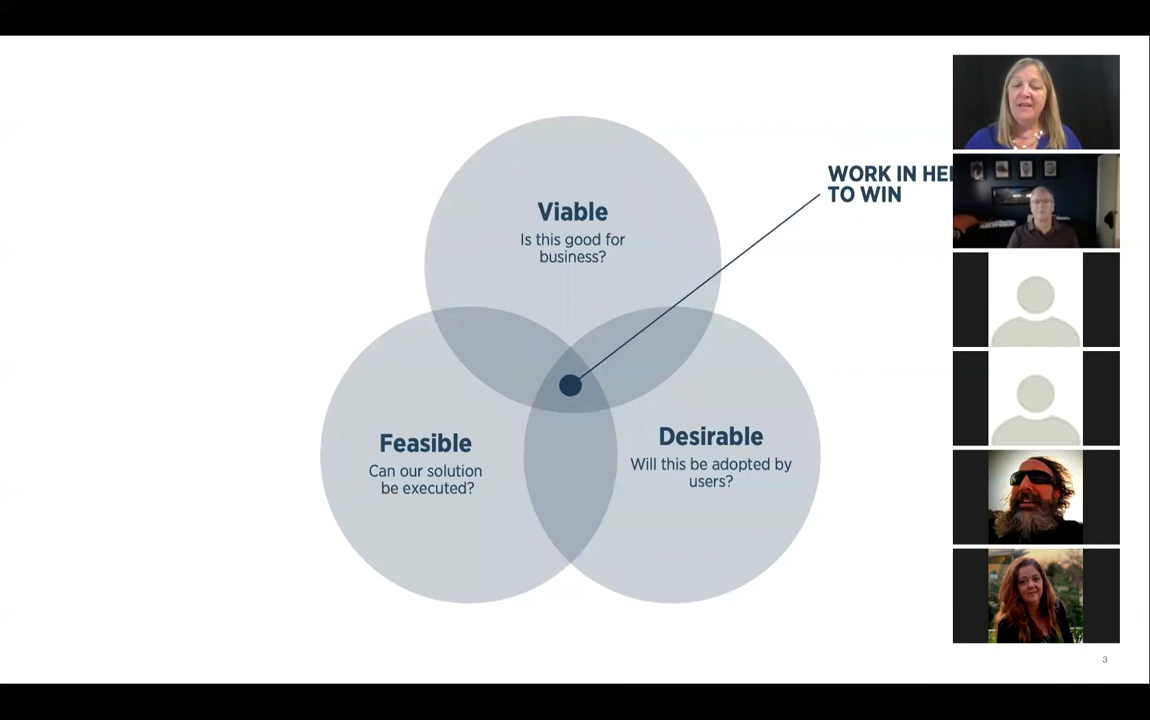 Viable
Is this good for
business?
WORK IN
TO WIN
Feasible
Can our solution
be executed?
Desirable
Will this be adopted by
users?
3